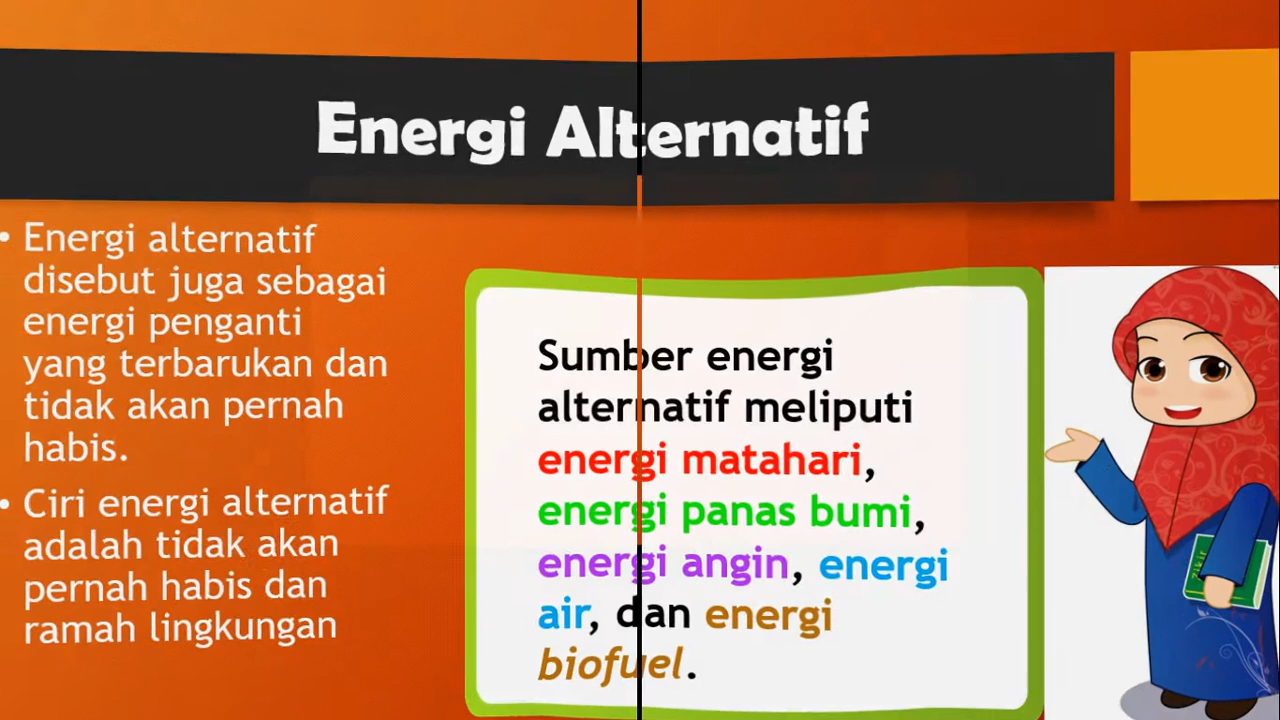 Energi Alternatif
• Energi alternatif
disebut juga sebagai
energi penganti
yang terbarukan dan
tidak akan pernah
habis.
• Ciri energi alternatif
adalah tidak akan
pernah habis dan
ramah lingkungan
Sumber energi
alternatif meliputi
energi matahari,
energi panas bumi,
energi angin, energi
air, dan energi
biofuel.